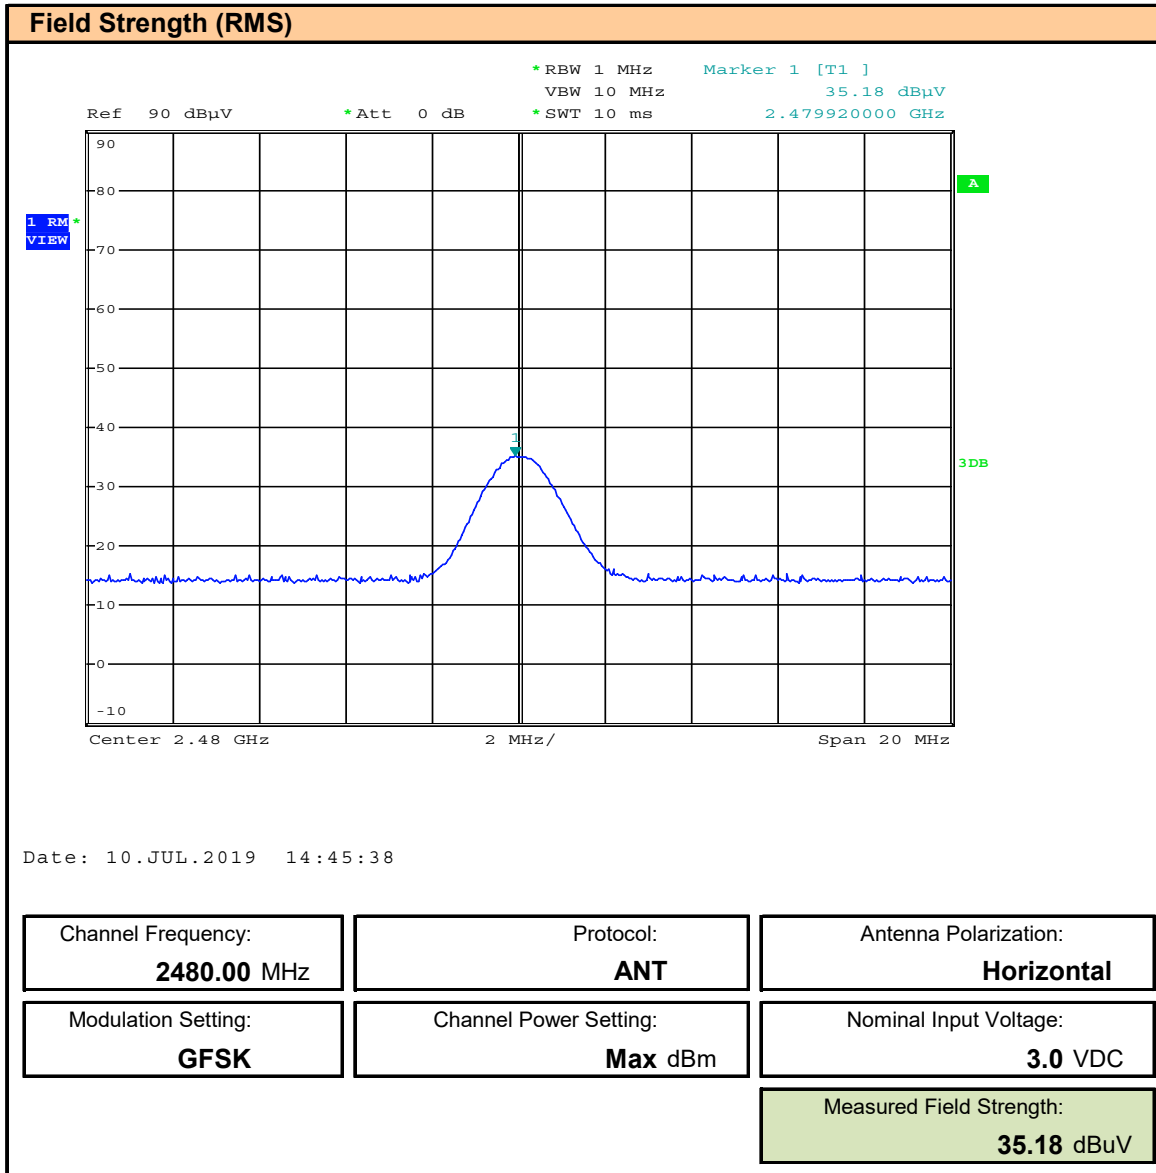 Field Strength (RMS)
*RBW 1 MHz Marker 1 [T1 ]
VBW 10 MHz 35.18 dBµV
Ref 90 dBµV *Att 0 dB *SWT 10 ms 2.479920000 GHz
90
80
A
1 RM *
VIEW
70
60
50
40
1
3DB
30
20
10
0
-10
Center 2.48 GHz 2 MHz/ Span 20 MHz
Date: 10.JUL.2019 14:45:38
Channel Frequency: Protocol: Antenna Polarization:
2480.00 MHz ANT Horizontal
Modulation Setting: Channel Power Setting: Nominal Input Voltage:
GFSK Max dBm 3.0 VDC
Measured Field Strength:
35.18 dBuV